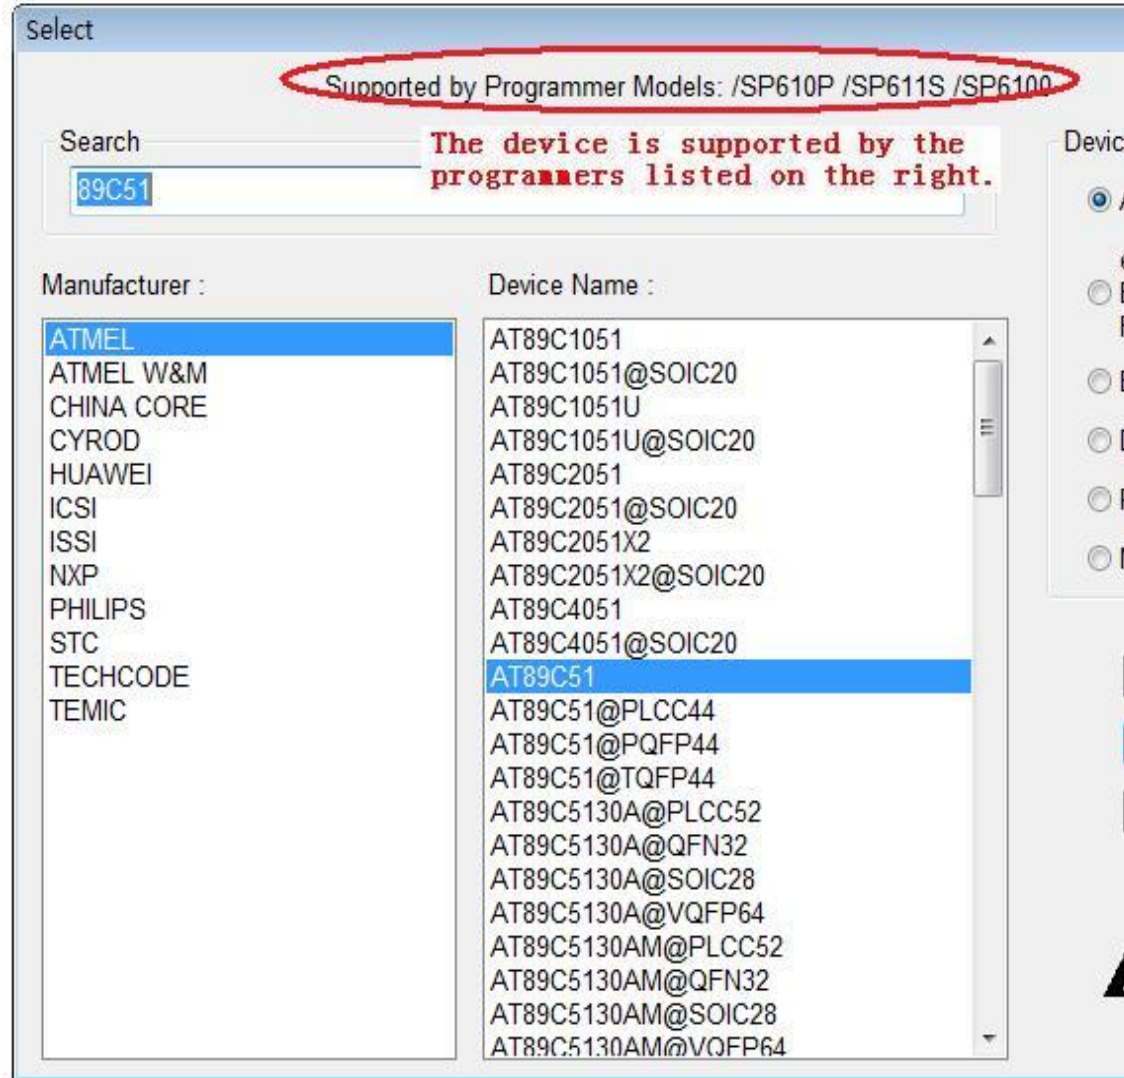 Select
Supported by Programmer Models: /SP610P /SP611S /SP6100
Search
The device is supported by the
programmers listed on the right.
89C51
Manufacturer :
ATMEL
ATMEL W&M
CHINA CORE
CYROD
HUAWEI
ICSI
ISSI
NXP
PHILIPS
STC
TECHCODE
TEMIC
Device Name :
AT89C1051
AT89C1051@SOIC20
AT89C1051U
AT89C1051U@SOIC20
AT89C2051
AT89C2051@SOIC20
AT89C2051X2
AT89C2051X2@SOIC20
AT89C4051
AT89C4051@SOIC20
AT89C51
AT89C51@PLCC44
AT89C51@PQFP44
AT89C51@TQFP44
AT89C5130A@PLCC52
AT89C5130A@QFN32
AT89C5130A@SOIC28
AT89C5130A@VQFP64
AT89C5130AM@PLCC52
AT89C5130AM@QFN32
AT89C5130AM@SOIC28
AT89C5130AM@VQFP64
Devic